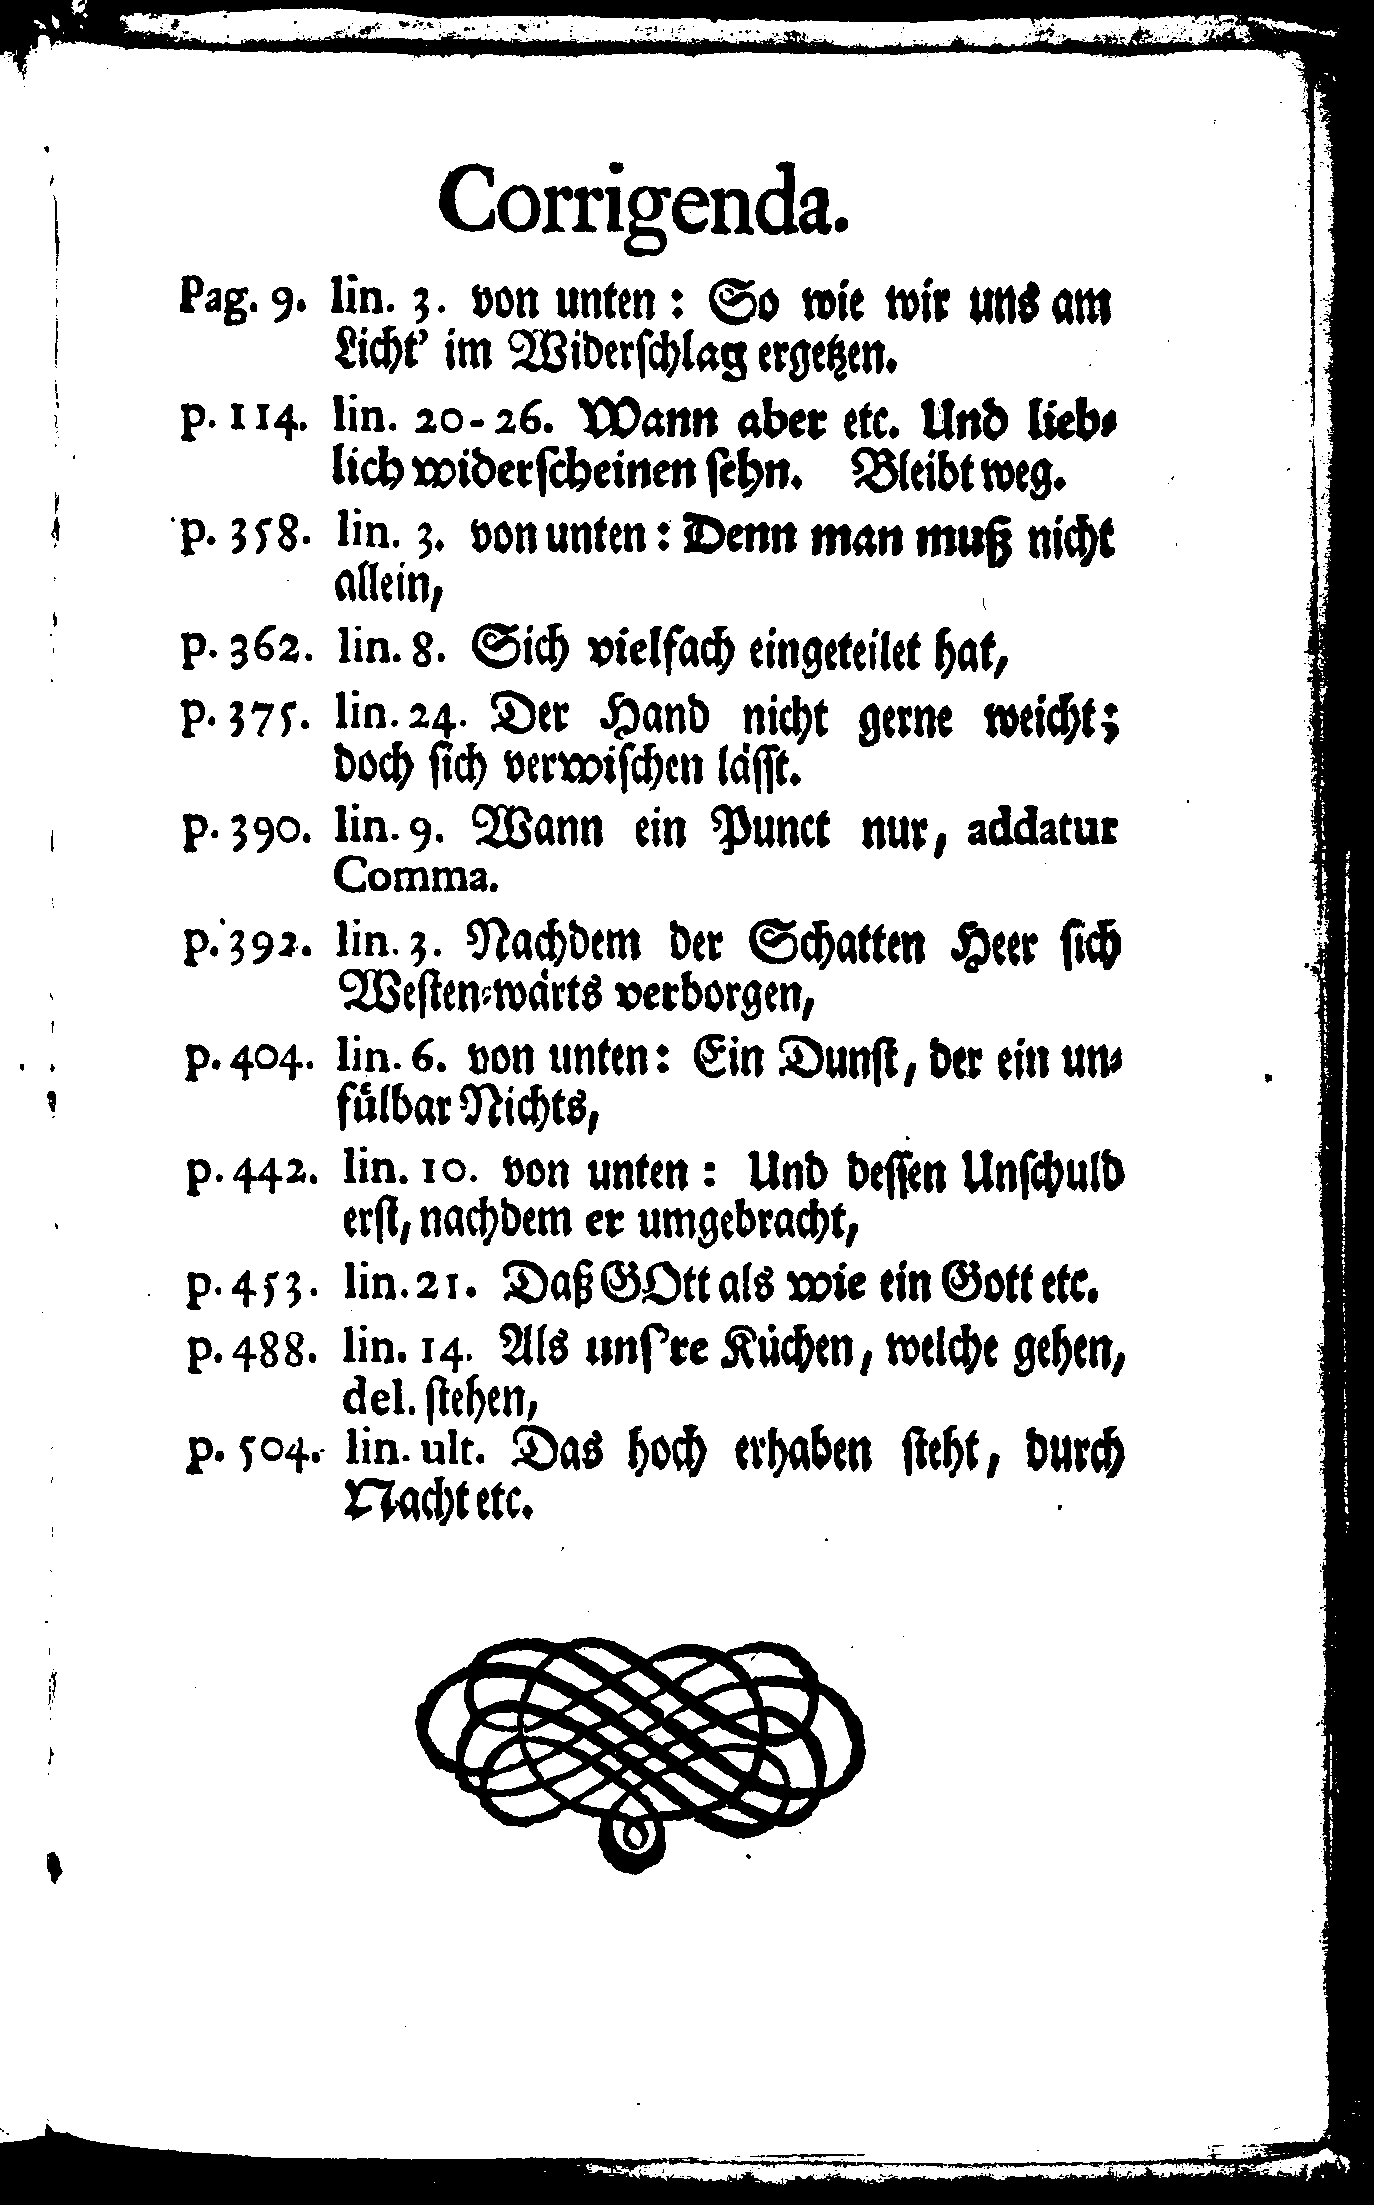 Corrigenda.
Pag. 9. lin. 3. von unten: So wie wir uns am
Licht' im Widerſchlag ergetzen.
p. 114. lin. 20-26. Wann aber etc. Und lieb⸗
lich widerſcheinen ſehn. Bleibt weg.
p. 358. lin. 3. von unten: Denn man muß nicht
allein,
p. 362. lin. 8. Sich vielfach eingeteilet hat,
p. 375. lin. 24. Der Hand nicht gerne weicht;
doch ſich verwiſchen läſſt.
p. 390. lin. 9. Wann ein Punct nur, addatur
Comma.
p. 392. lin. 3. Nachdem der Schatten Heer ſich
Weſten⸗wärts verborgen,
p. 404. lin. 6. von unten: Ein Dunſt, der ein un⸗
fülbar Nichts,
p. 442. lin. 10. von unten: Und deſſen Unſchuld
erſt, nachdem er umgebracht,
p. 453. lin. 21. Daß GOtt als wie ein Gott etc.
p. 488. lin. 14. Als unſ're Küchen, welche gehen,
del. ſtehen,
p. 504. lin. ult. Das hoch erhaben ſteht, durch
Nacht etc.